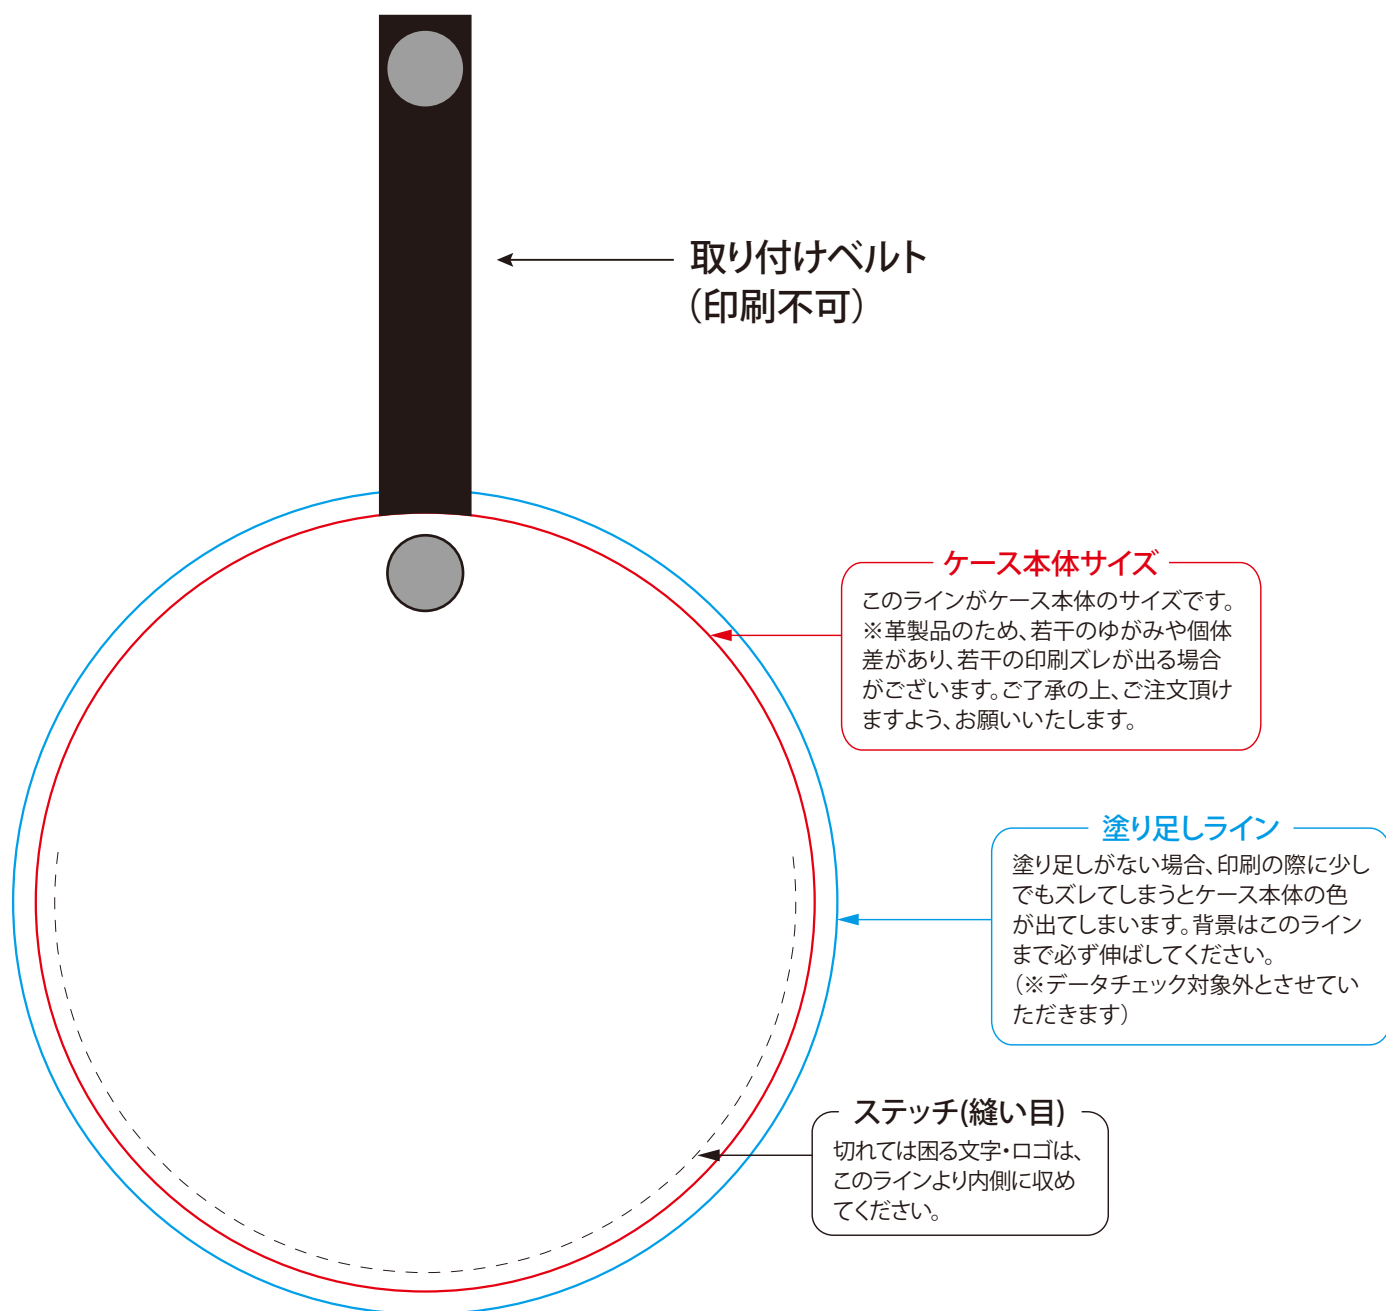 取り付けベルト
（印刷不可）
ケース本体サイズ
このラインがケース本体のサイズです。
※革製品のため、若干のゆがみや個体
差があり、若干の印刷ズレが出る場合
がございます。ご了承の上、ご注文頂け
ますよう、お願いいたします。
塗り足しライン
塗り足しがない場合、印刷の際に少し
でもズレてしまうとケース本体の色
が出てしまいます。背景はこのライン
まで必ず伸ばしてください。
（※データチェック対象外とさせてい
ただきます）
ステッチ(縫い目)
切れては困る文字・ロゴは、
このラインより内側に収め
てください。